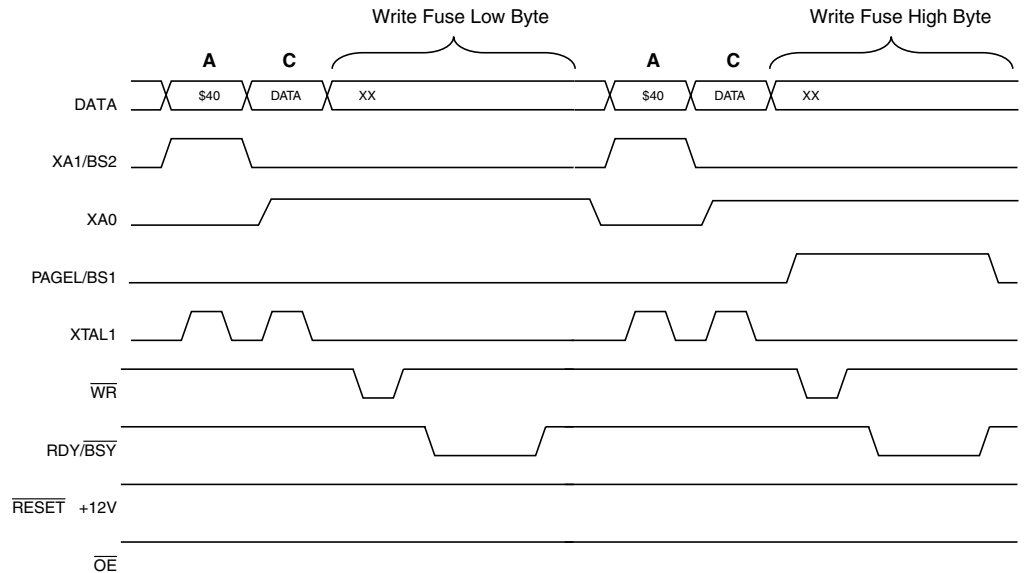 Write Fuse Low Byte Write Fuse High Byte
A C A C
DATA $40 DATA XX $40 DATA XX
XA1/BS2
XA0
PAGEL/BS1
XTAL1
WR
RDY/BSY
RESET +12V
OE